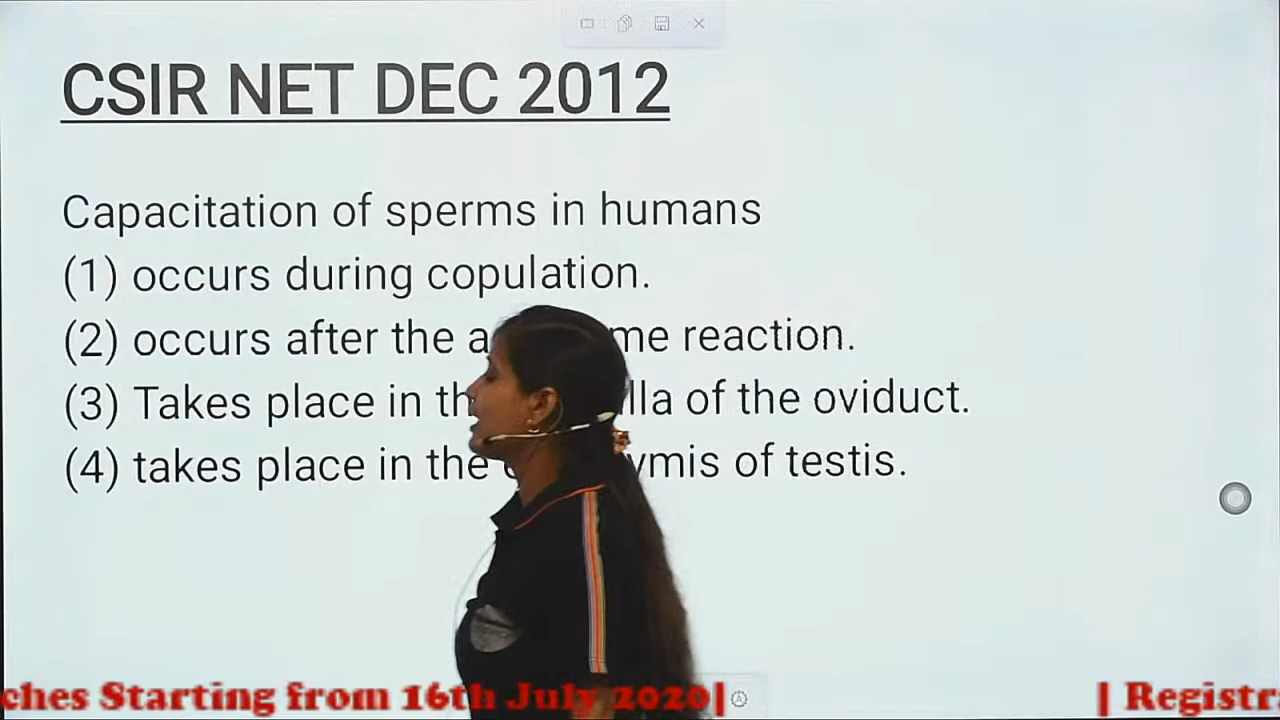 CSIR NET DEC 2012
Capacitation of sperms in humans
(1) occurs during copulation.
(2) occurs after the a me reaction.
(3) Takes place in th lla of the oviduct.
(4) takes place in the ymis of testis.
ches Starting from 16th July 2020| | Registr